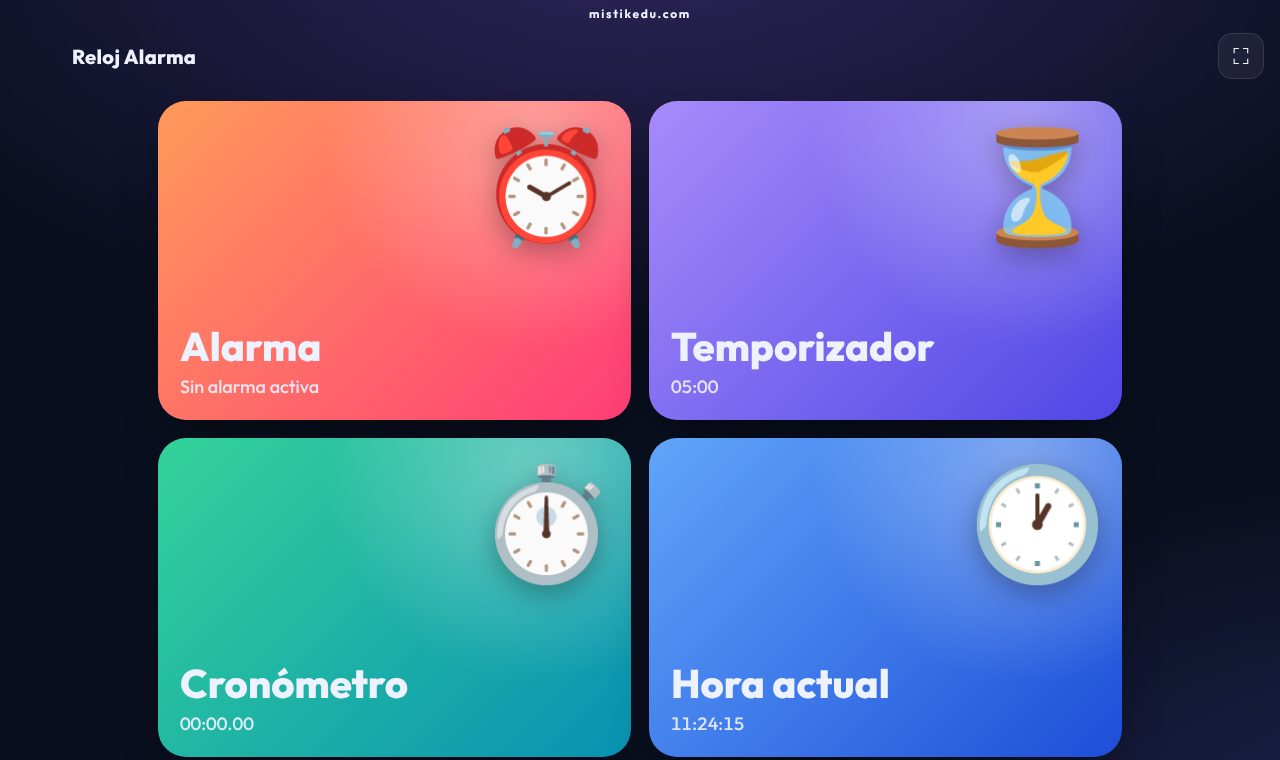 mistikedu.com
Reloj Alarma
Alarma
Sin alarma activa
Temporizador
05:00
Cronómetro
00:00.00
Hora actual
11:24:15